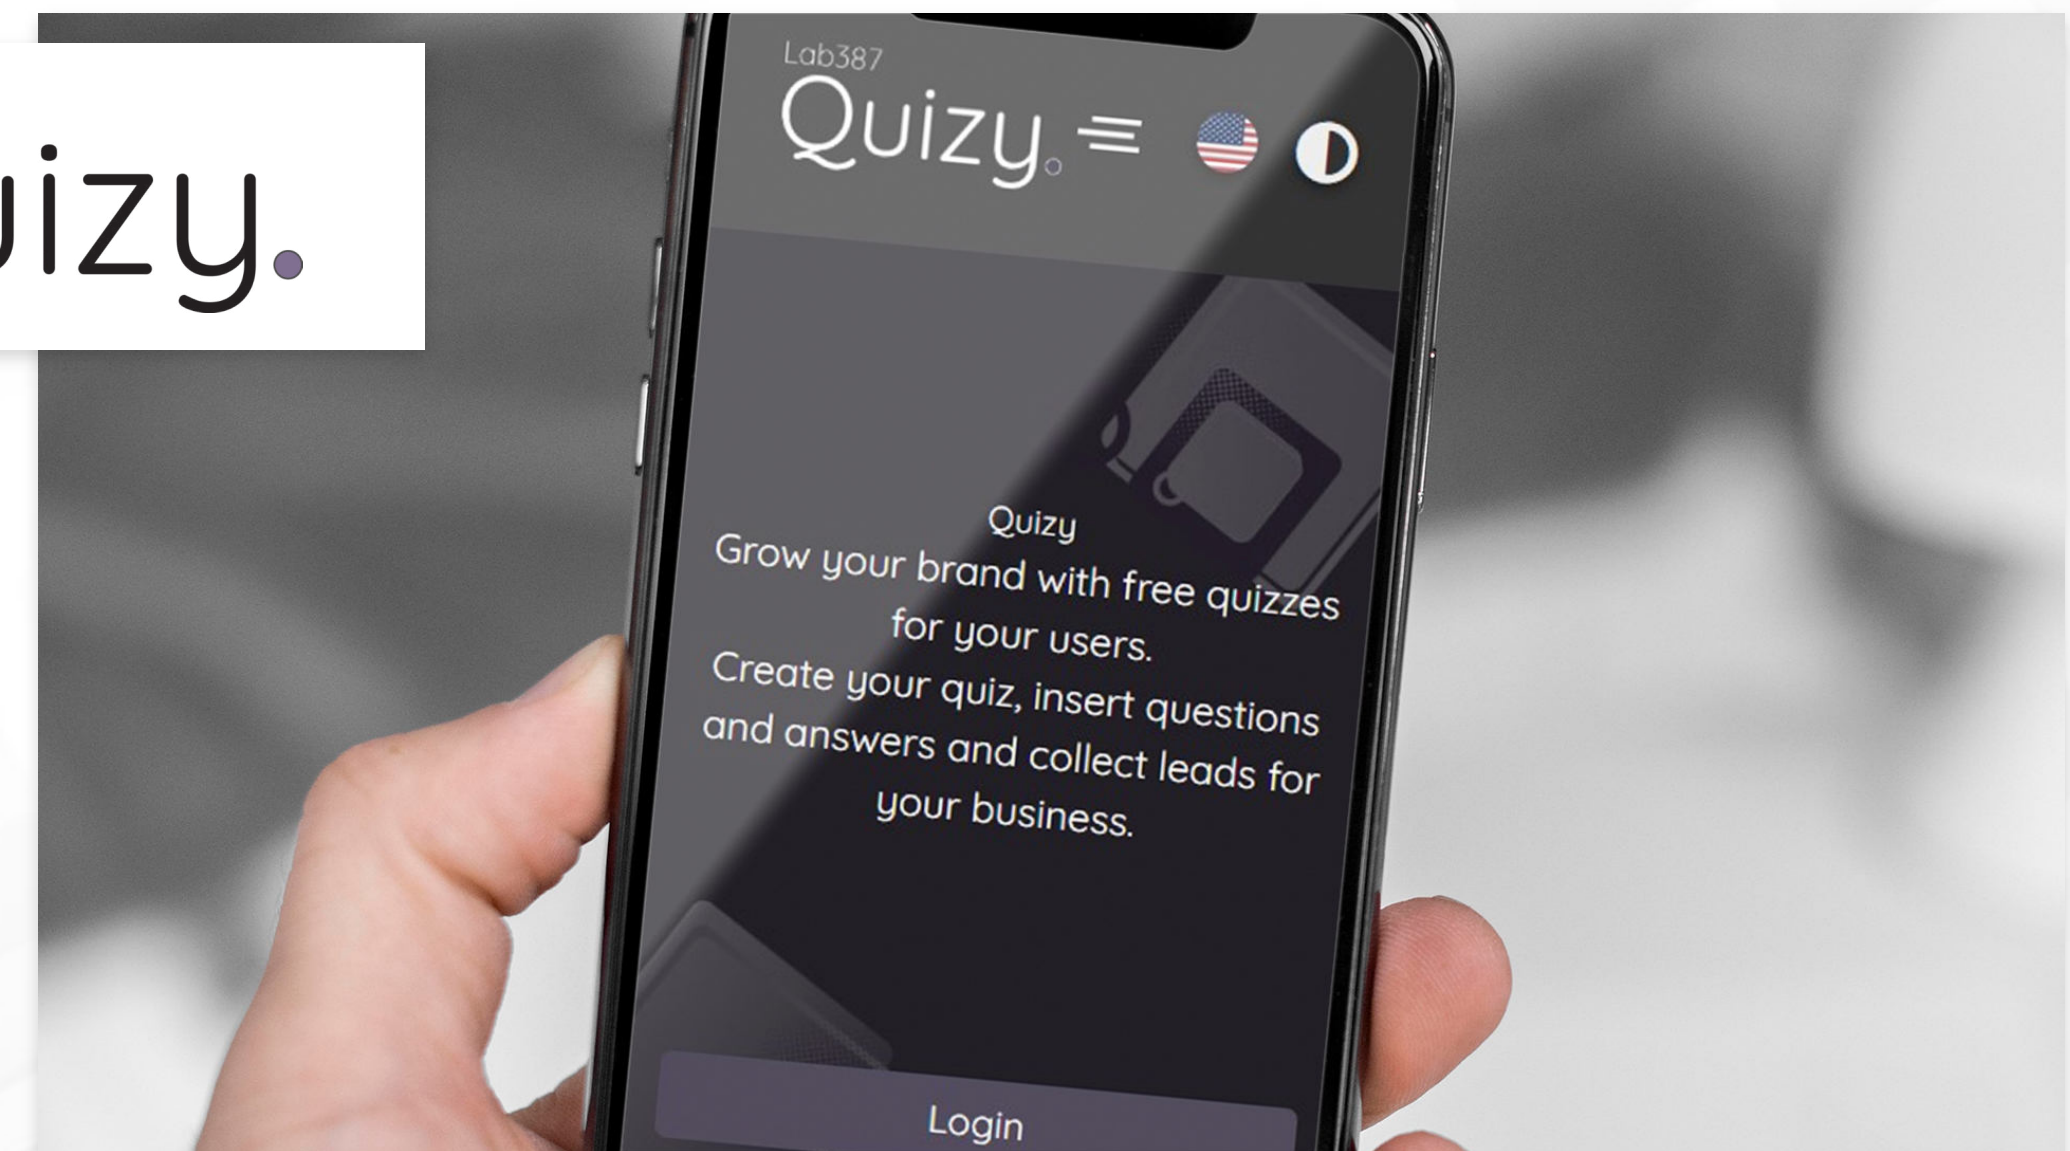 uizy.
Lab387
Quizy.
Quizy
Grow your brand with free quizzes
for your users.
Create your quiz, insert questions
and answers and collect leads for
your business.
Login